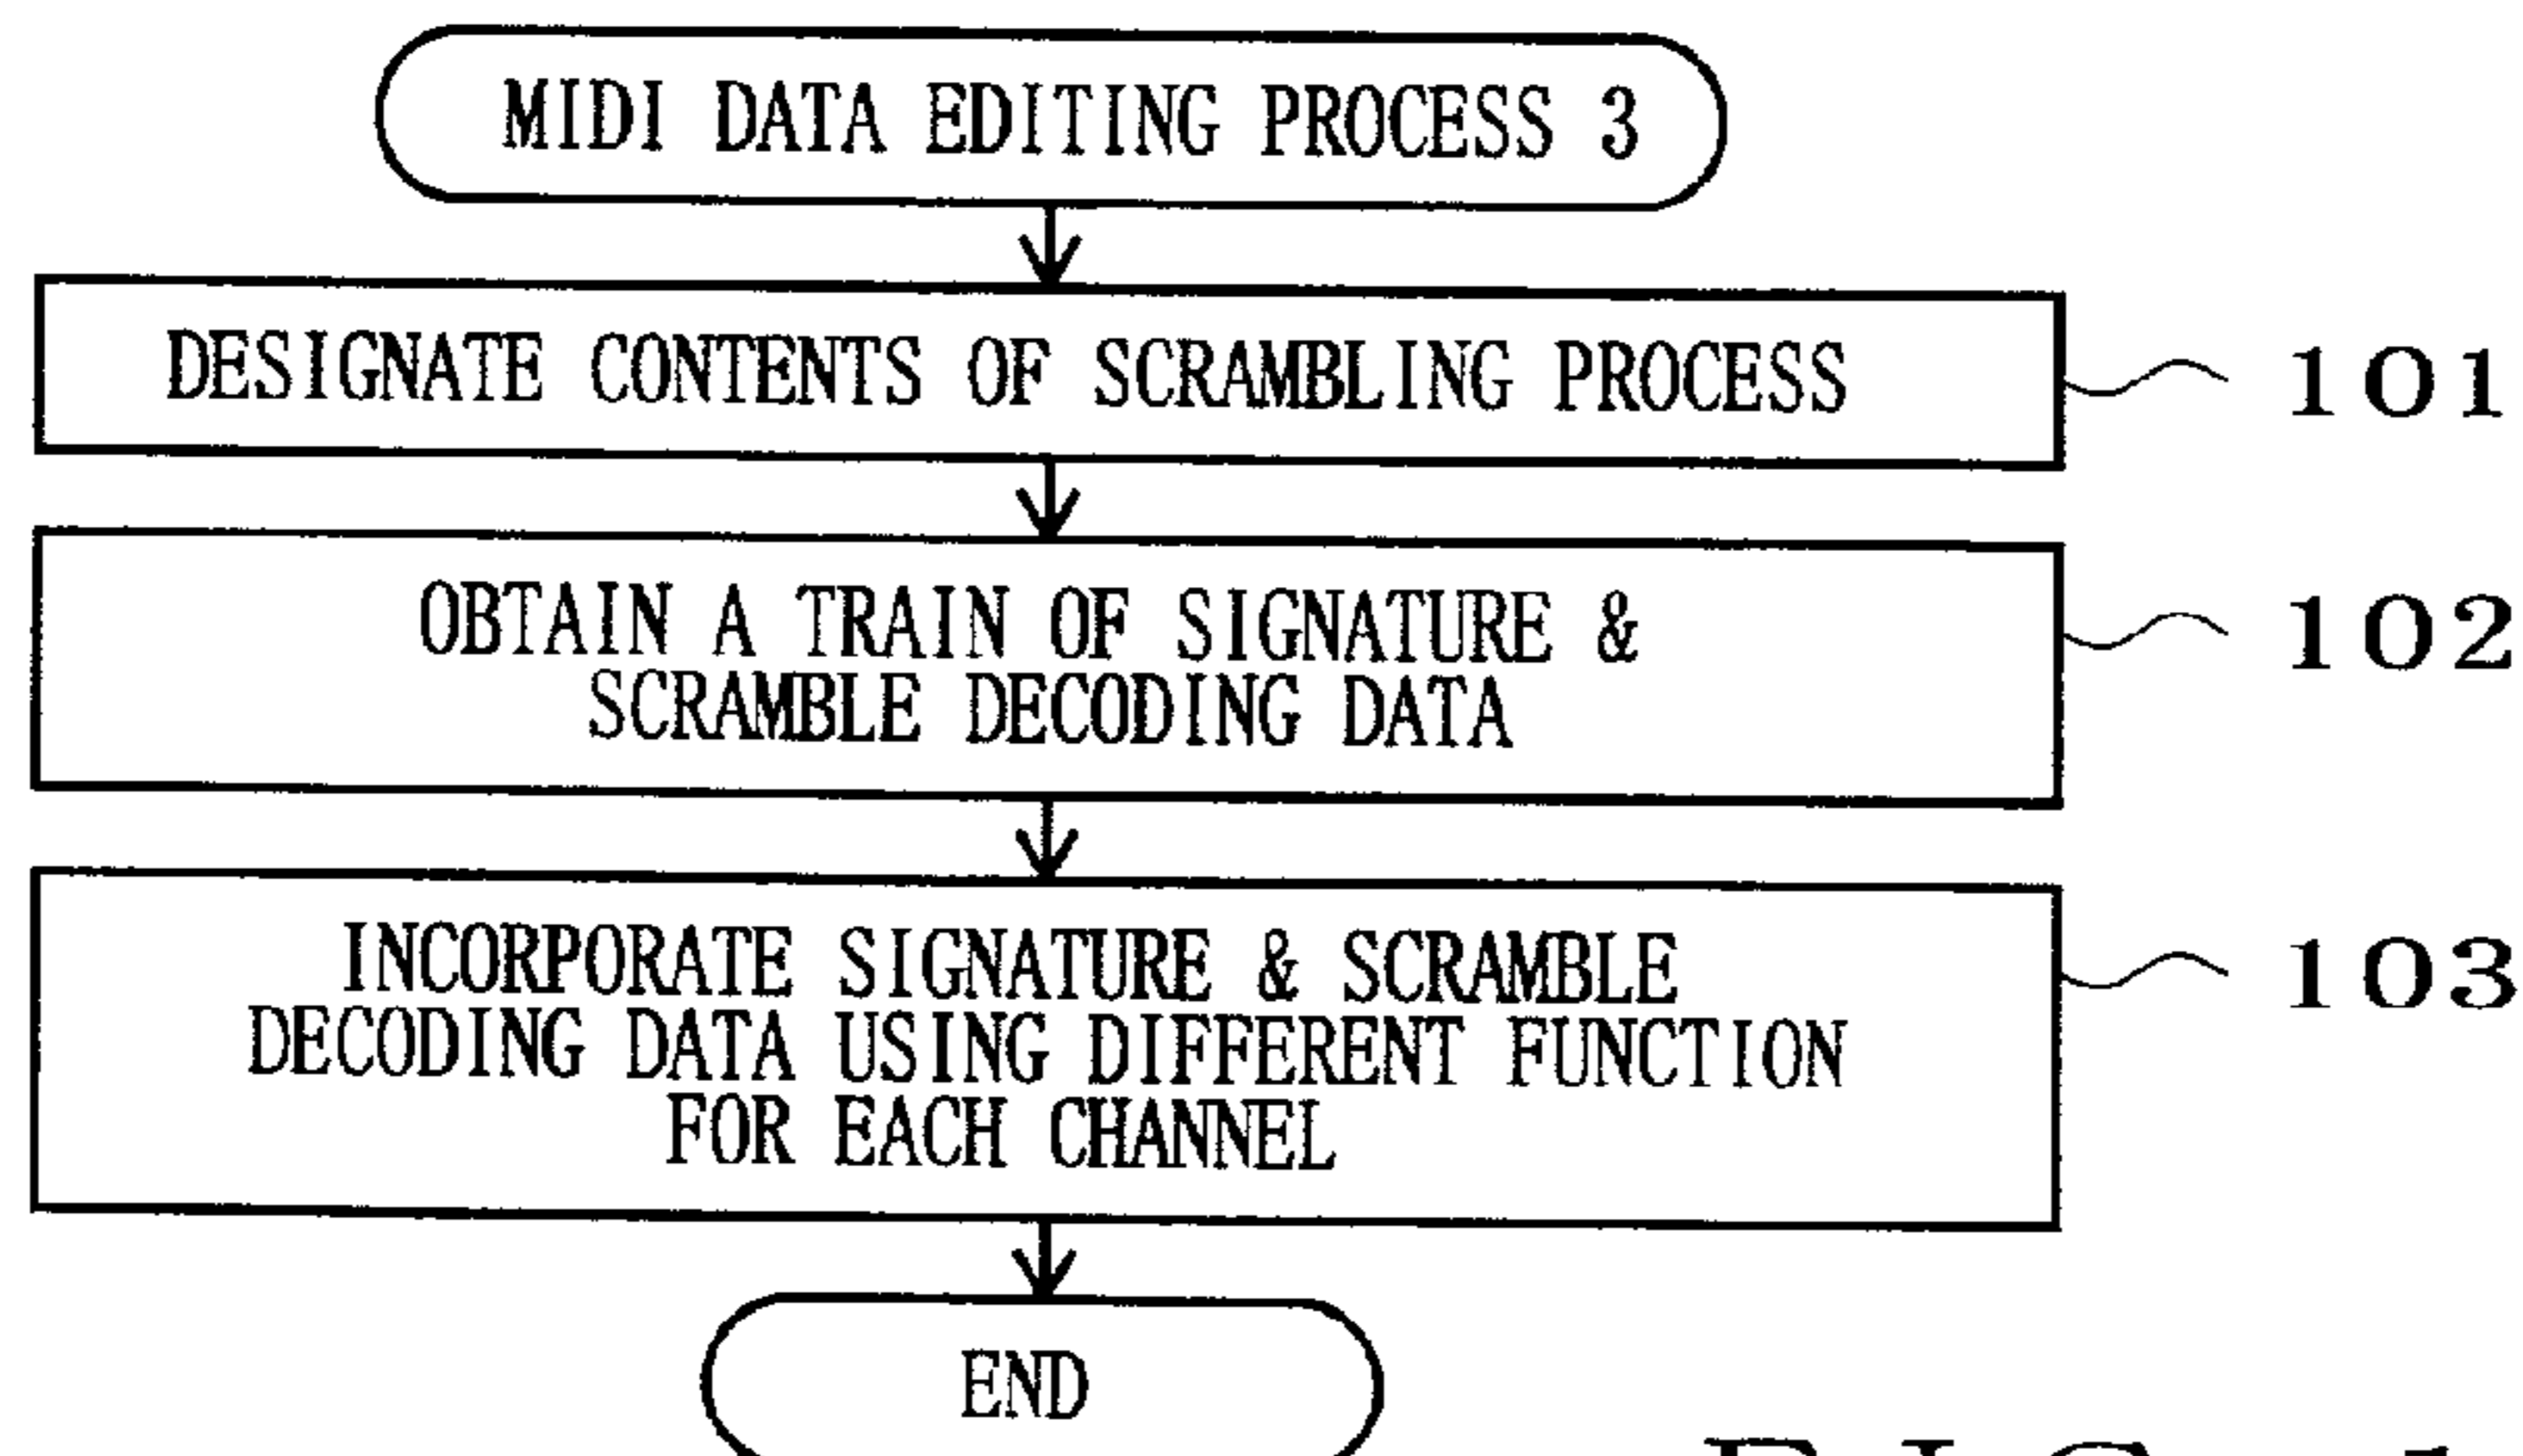 MIDI DATA EDITING PROCESS 3
DESIGNATE CONTENTS OF SCRAMBLING PROCESS
101
OBTAIN A TRAIN OF SIGNATURE &
SCRAMBLE DECODING DATA
102
INCORPORATE SIGNATURE & SCRAMBLE
DECODING DATA USING DIFFERENT FUNCTION
FOR EACH CHANNEL
103
END